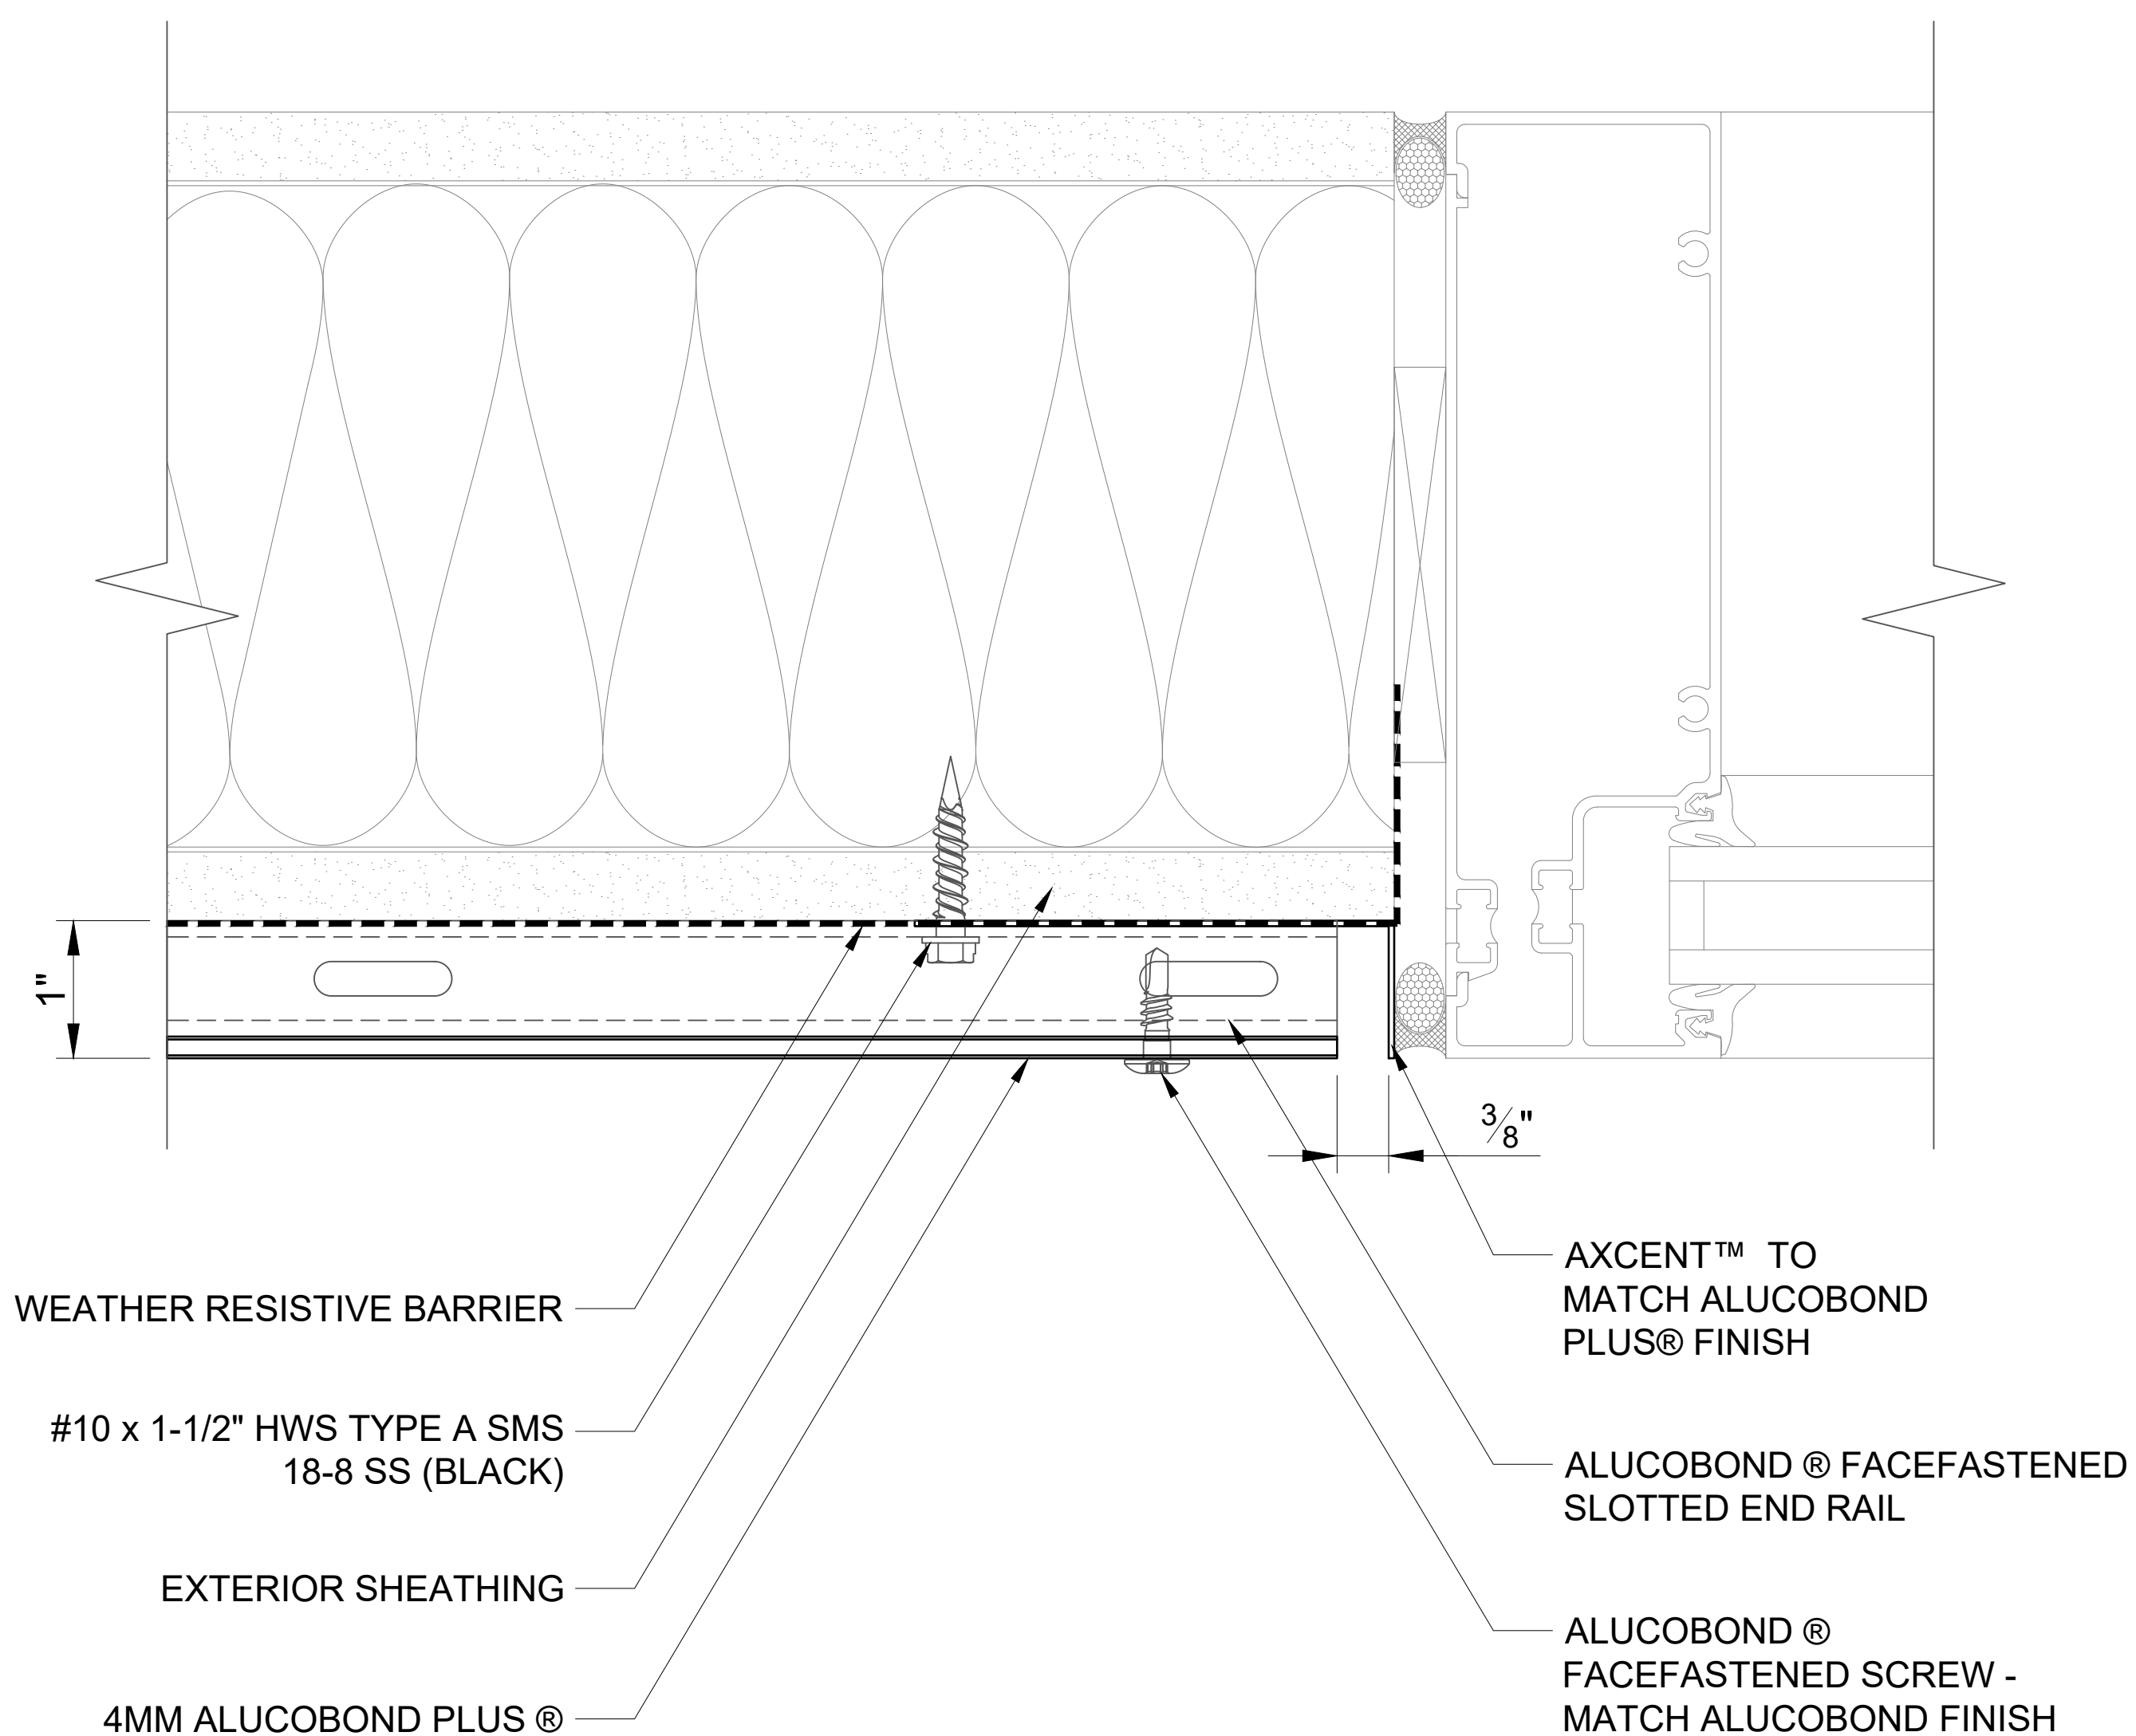 1"
3/8"
WEATHER RESISTIVE BARRIER
#10 x 1-1/2" HWS TYPE A SMS
18-8 SS (BLACK)
EXTERIOR SHEATHING
4MM ALUCOBOND PLUS ®
AXCENT™ TO
MATCH ALUCOBOND
PLUS® FINISH
ALUCOBOND ® FACEFASTENED
SLOTTED END RAIL
ALUCOBOND ®
FACEFASTENED SCREW -
MATCH ALUCOBOND FINISH